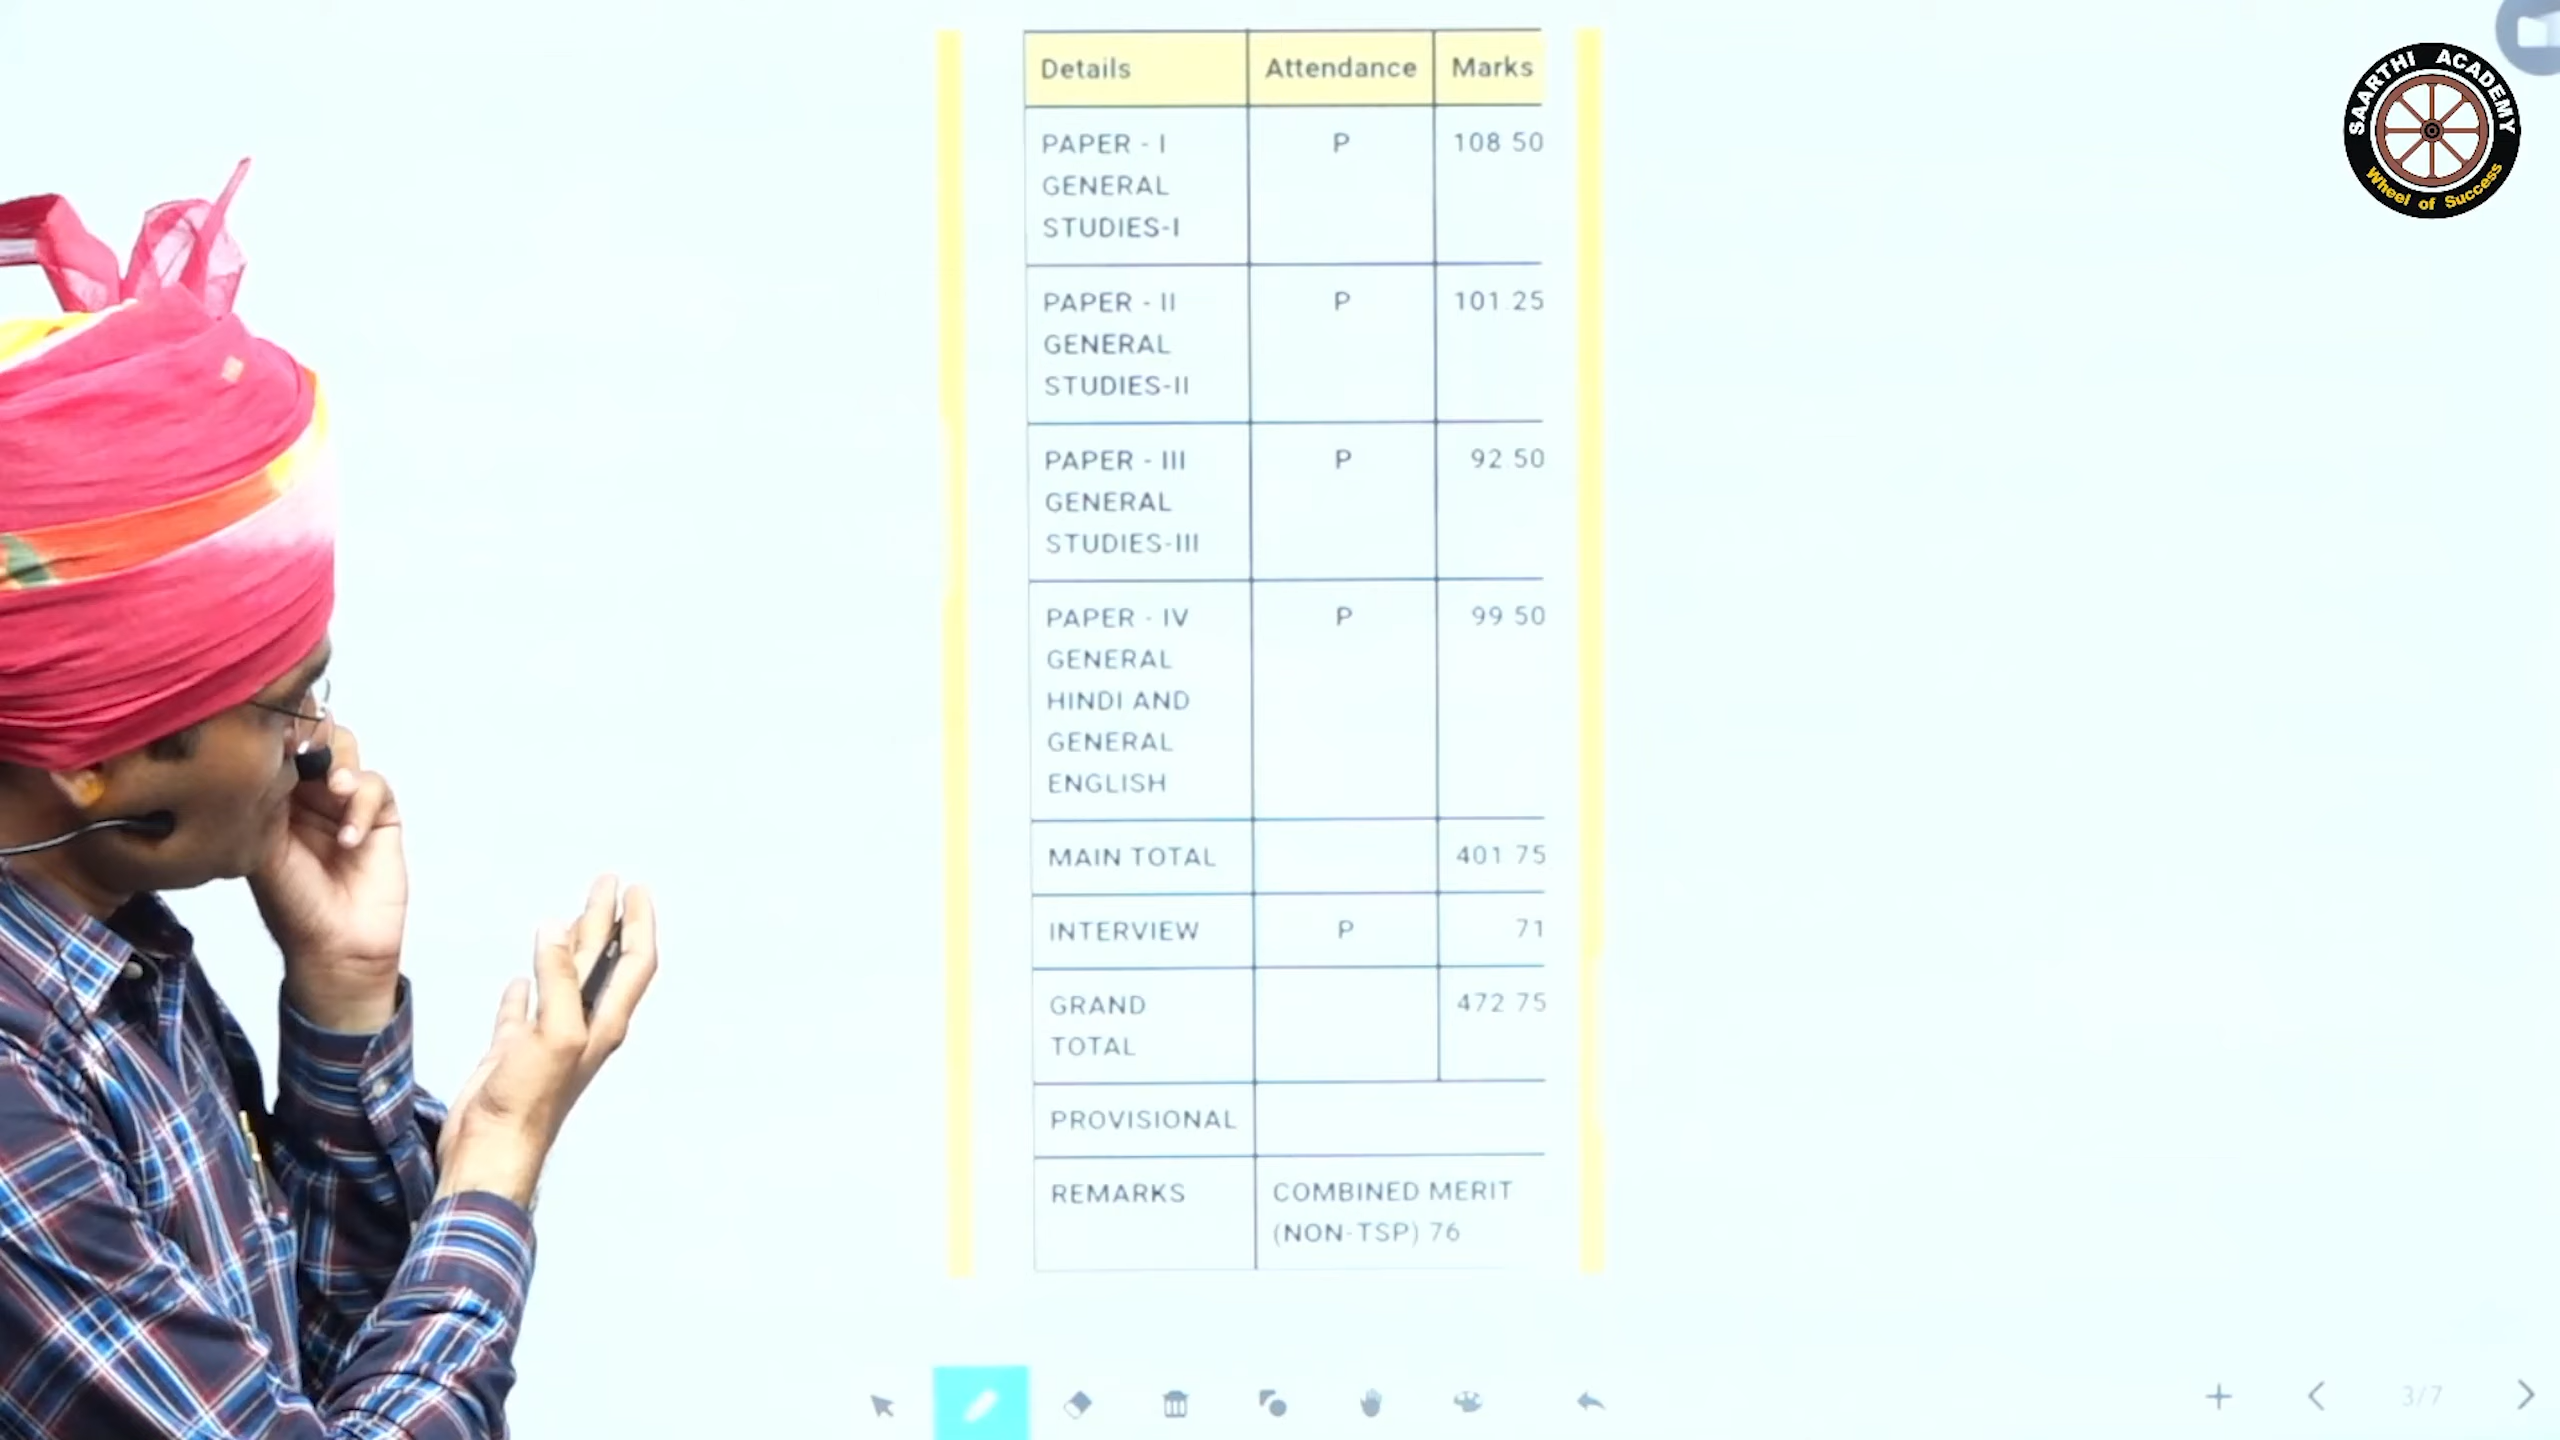 Details Attendance Marks
PAPER - I P 108 50
GENERAL
STUDIES-I
PAPER - II P 101.25
GENERAL
STUDIES-II
PAPER - III P 92 50
GENERAL
STUDIES-III
PAPER - IV P 99 50
GENERAL
HINDI AND
GENERAL
ENGLISH
MAIN TOTAL 401 75
INTERVIEW P 71
GRAND 472 75
TOTAL
PROVISIONAL
REMARKS COMBINED MERIT
(NON-TSP) 76
SAARTHI ACADEMY
Wheel of Success
3/7